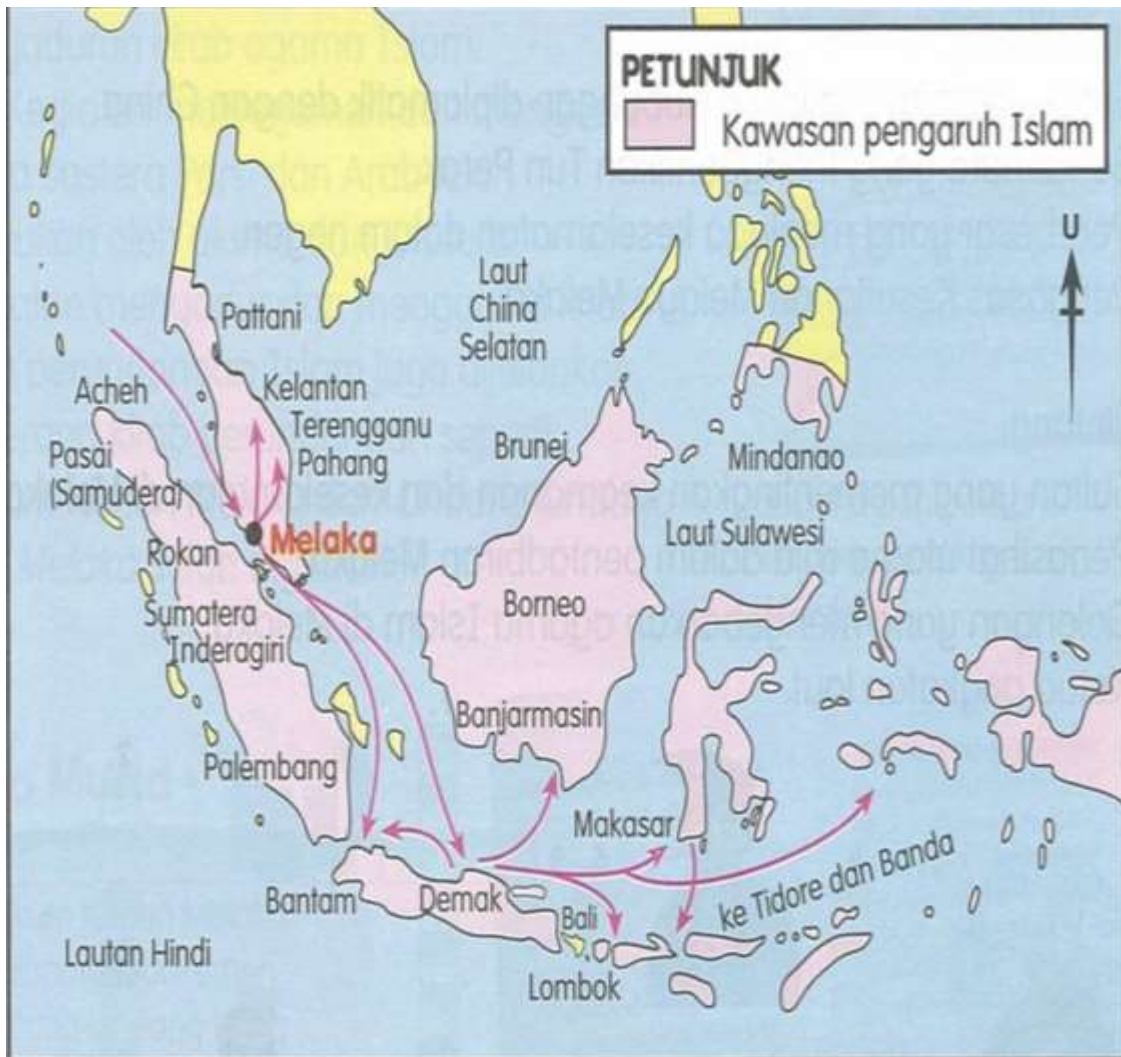 PETUNJUK
Kawasan pengaruh Islam
U
Laut
China
Selatan
Pattani
Acheh
Kelantan
Terengganu
Pahang
Pasai
(Samudera)
Brunei
Mindanao
Melaka
Laut Sulawesi
Rokan
Sumatera
Inderagiri
Borneo
Banjarmasin
Palembang
Makasar
Bantam
Demak
Bali
ke Tidore dan Banda
Lautan Hindi
Lombok